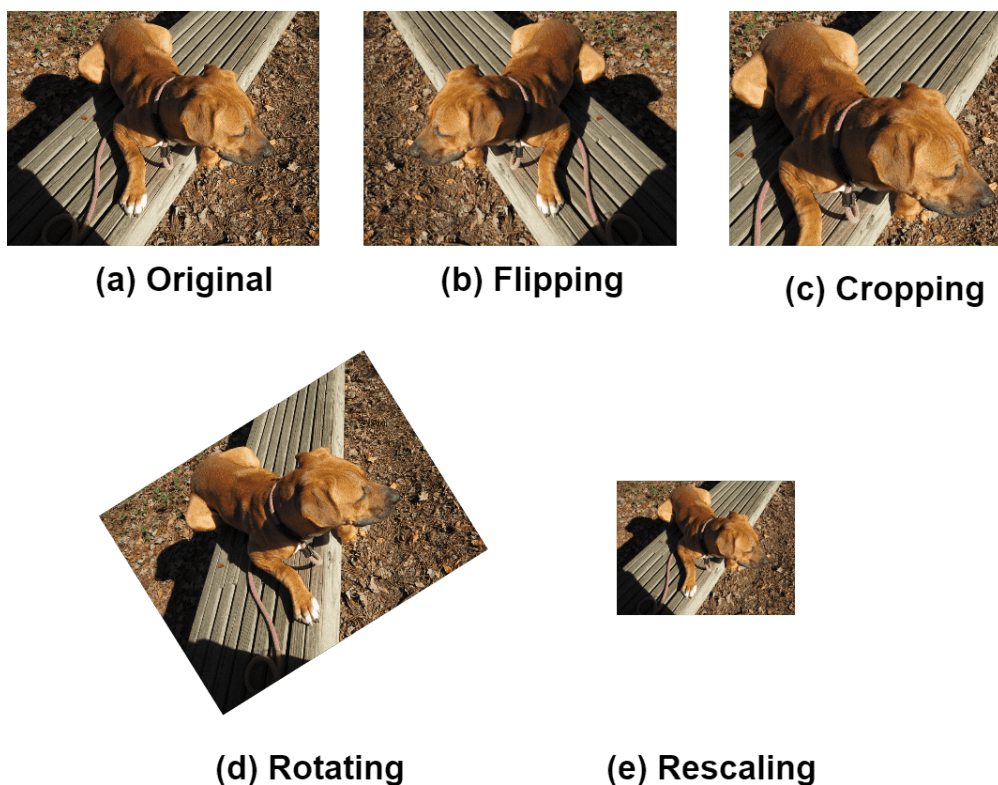 (a) Original
(b) Flipping
(c) Cropping
(d) Rotating
(e) Rescaling